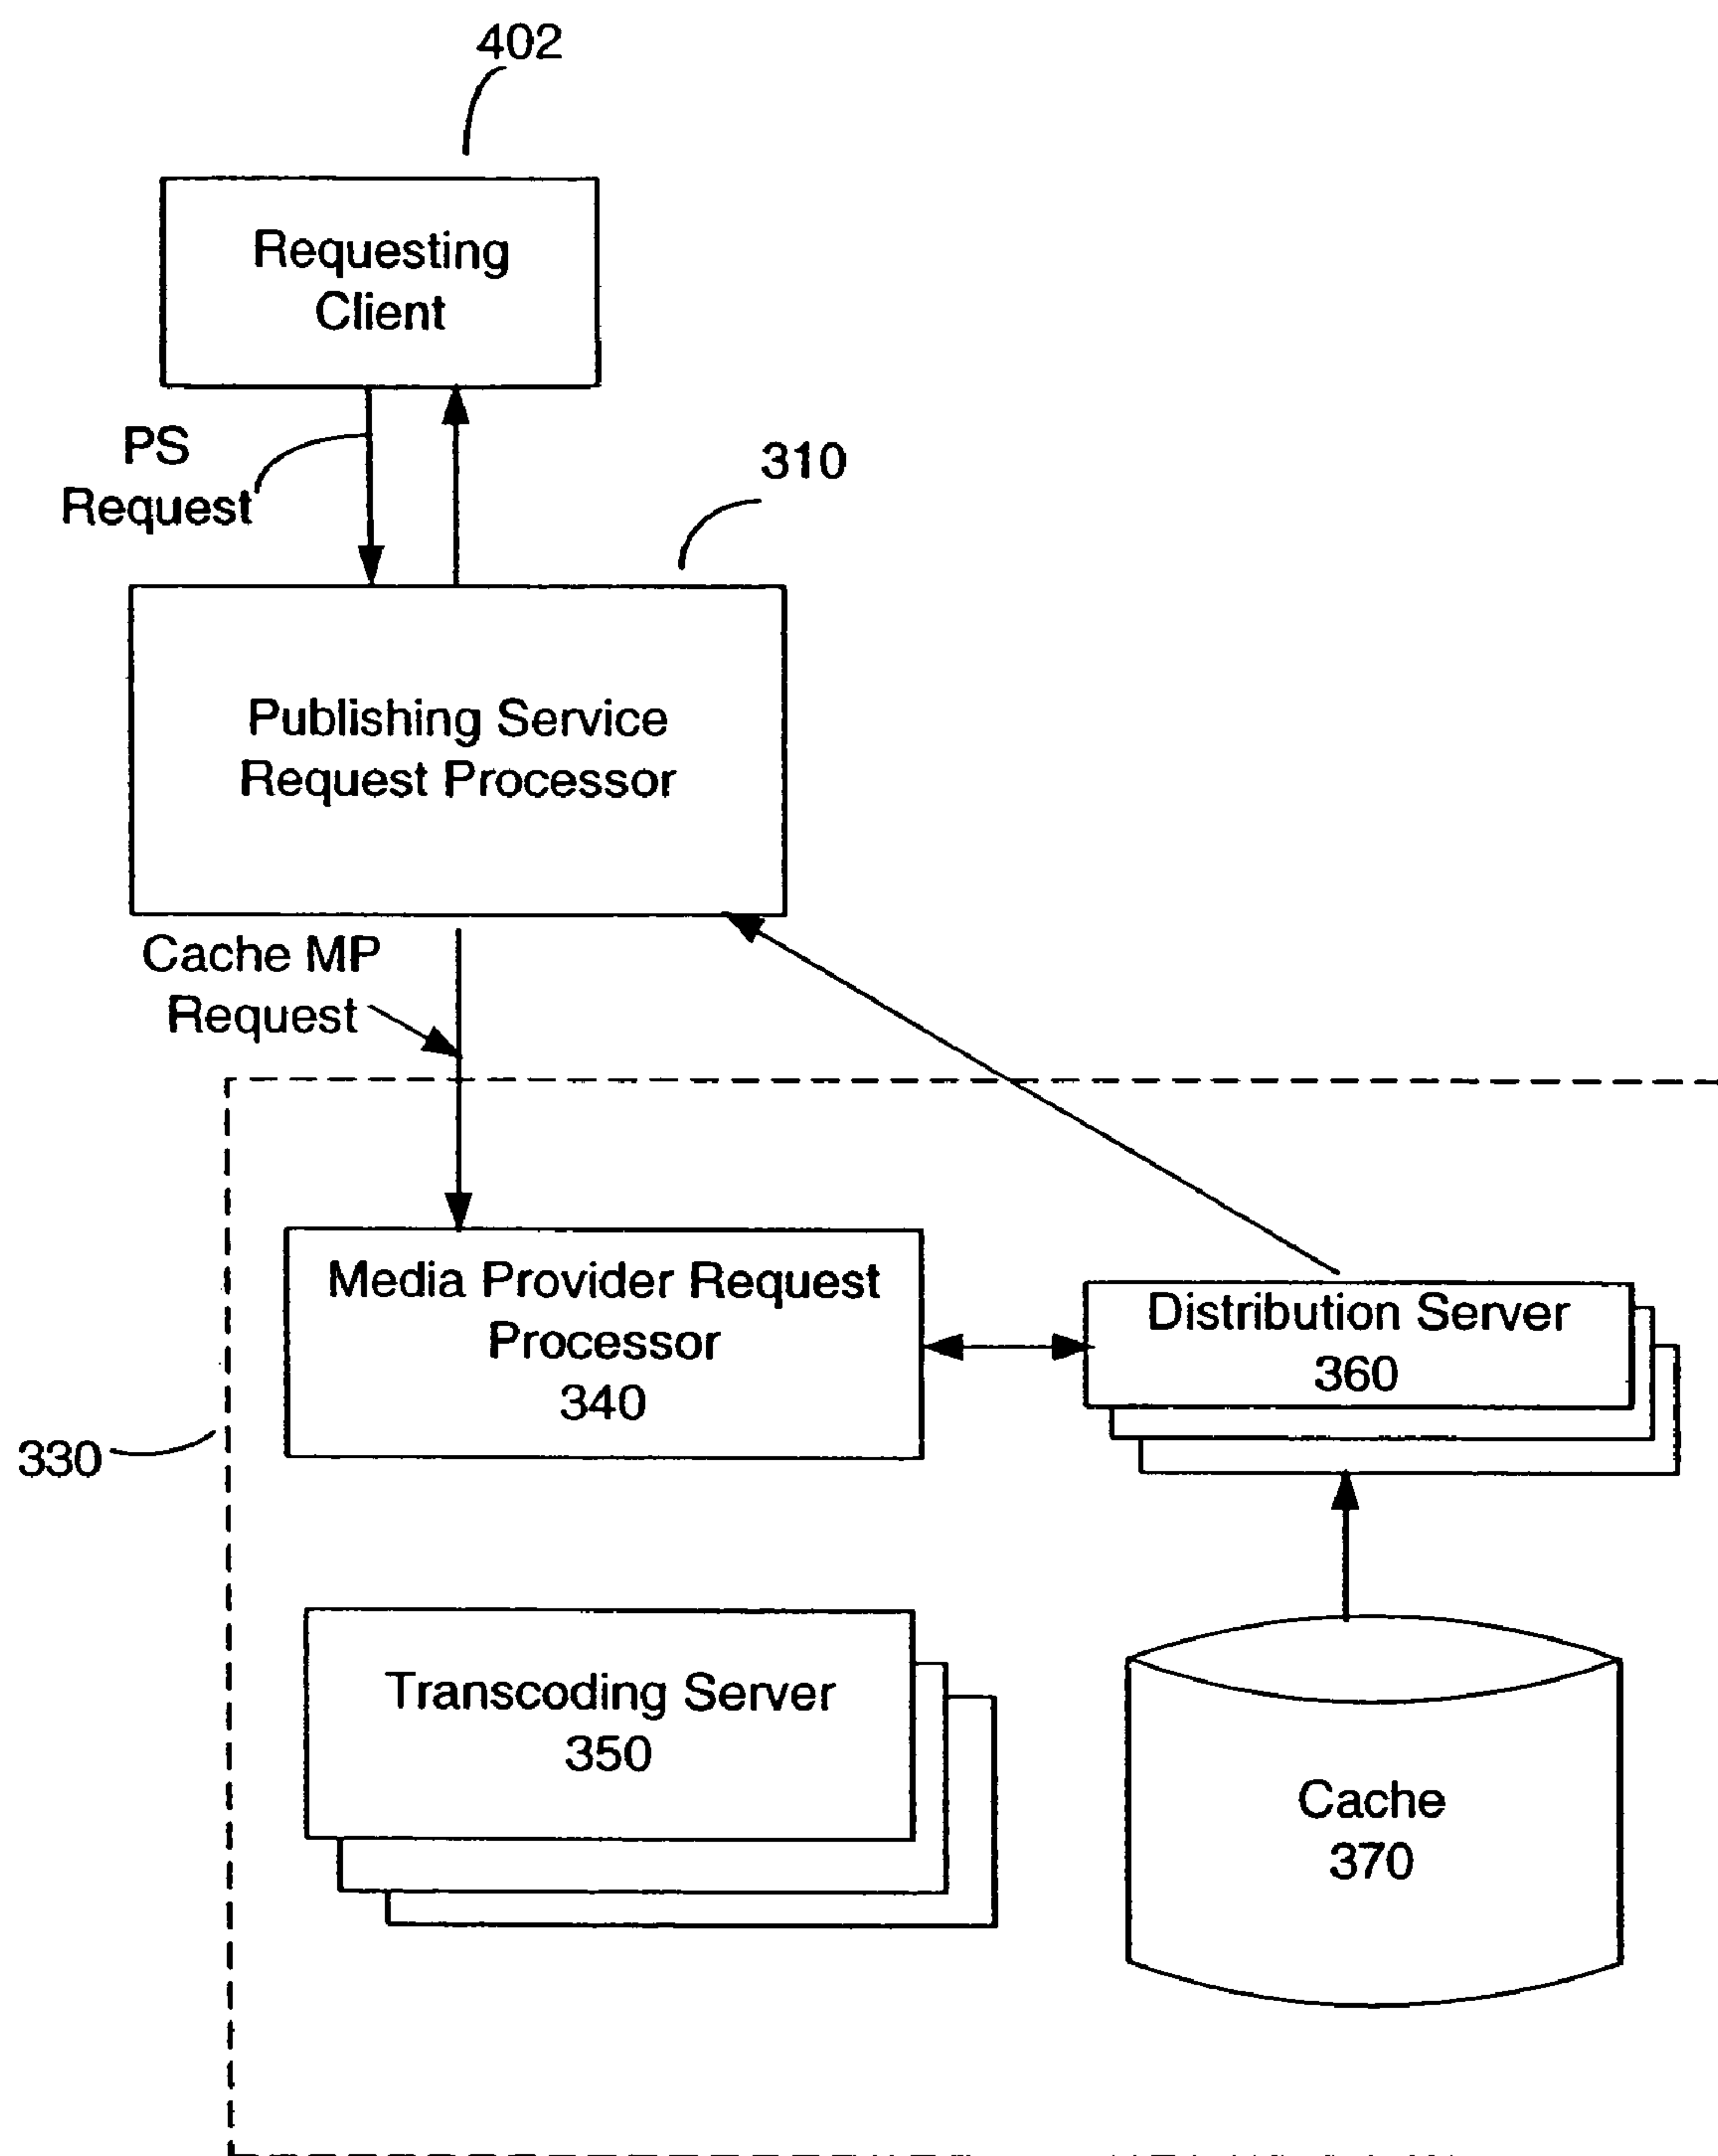 402
Requesting
Client
PS
Request
310
Publishing Service
Request Processor
Cache MP
Request
Media Provider Request
Processor
340
Distribution Server
360
330
Transcoding Server
350
Cache
370